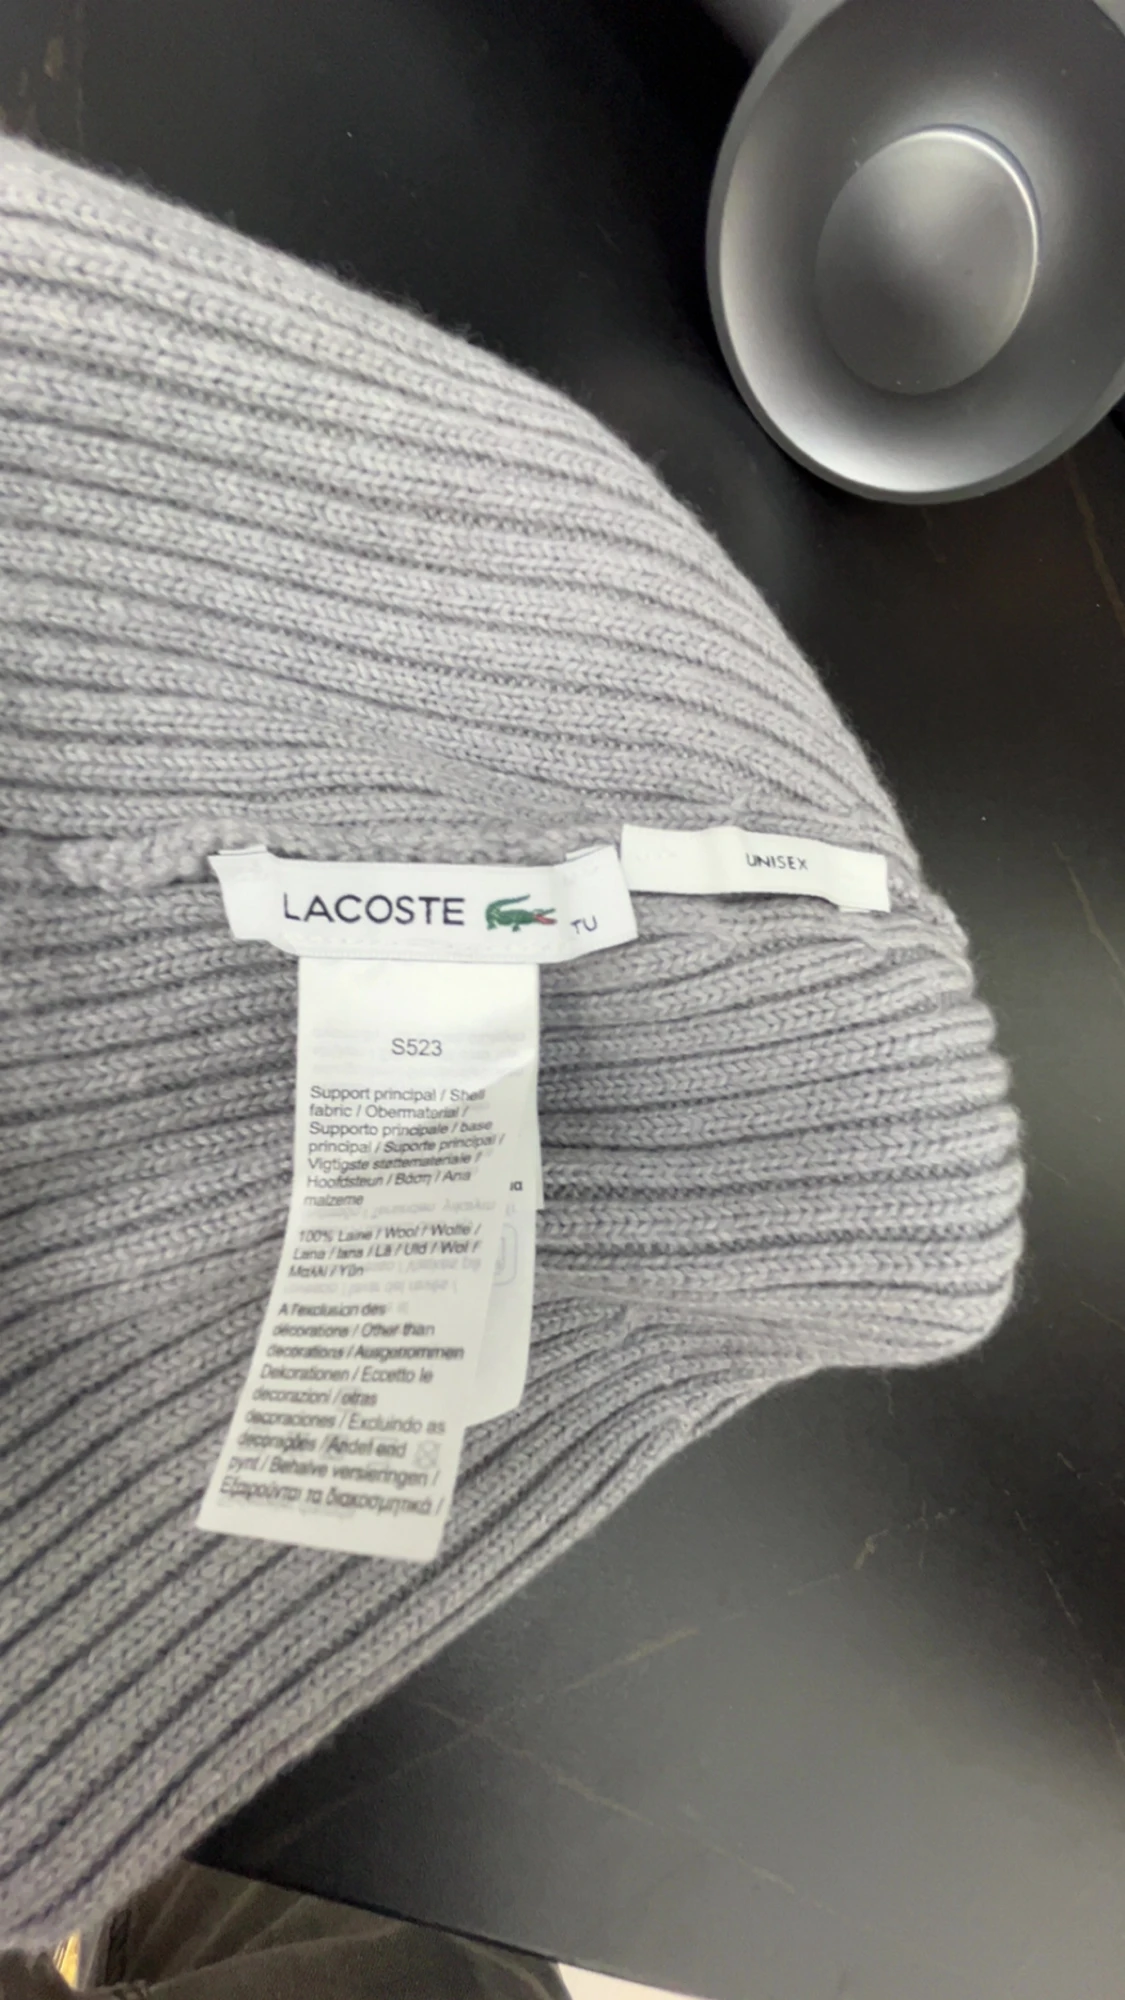 UNISEX
LACOSTE
TU
S523
Support principal / Shell
fabric / Obermaterial /
Supporto principale / base
principal / Suporte principal /
Vigtigste stofmateriale /
Hoofdsteun / Βάση / Ana
malzeme
100% Laine / Wool / Wolle /
Lana / lana / Lã / Uld / Wol /
Μαλλί / Yün
A l'exclusion des
décorations / Other than
decorations / Ausgenommen
Dekorationen / Eccetto le
decorazioni / otras
decoraciones / Excluindo as
decorações / Andet end
pynt / Behalve versieringen /
Εξαιρούνται τα διακοσμητικά /